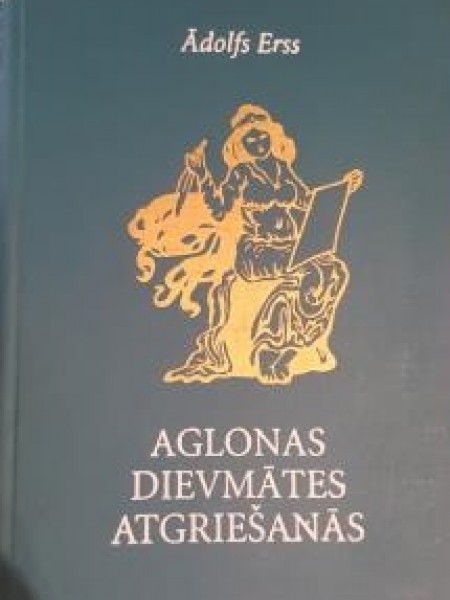 Ādolfs Erss
AGLONAS
DIEVMĀTES
ATGRIEŠANĀS